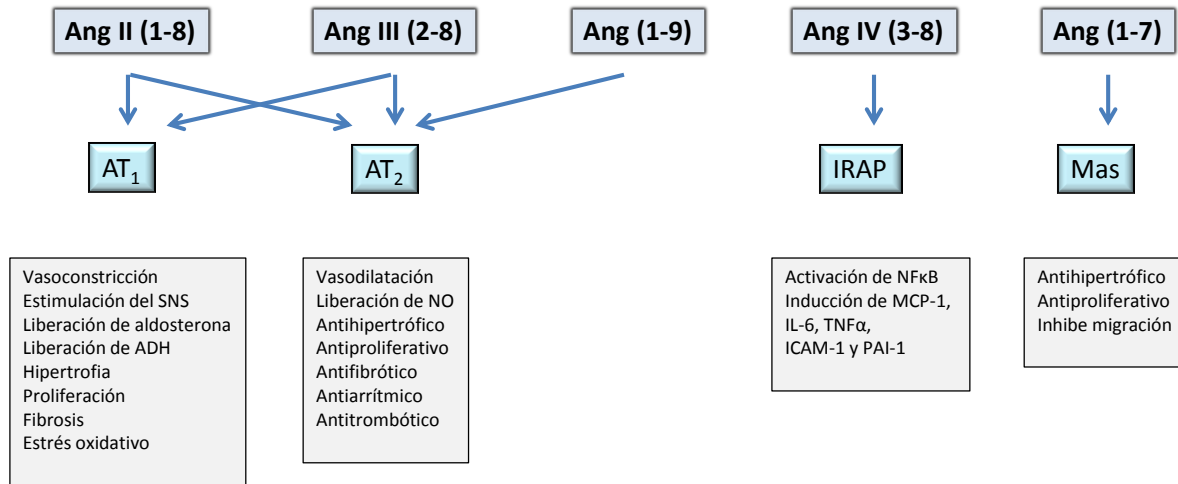 Ang II (1-8)
Ang III (2-8)
Ang (1-9)
Ang IV (3-8)
Ang (1-7)
AT1
AT2
IRAP
Mas
Vasoconstricción
Estimulación del SNS
Liberación de aldosterona
Liberación de ADH
Hipertrofia
Proliferación
Fibrosis
Estrés oxidativo
Vasodilatación
Liberación de NO
Antihipertrófico
Antiproliferativo
Antifibrótico
Antiarrítmico
Antitrombótico
Activación de NFκB
Inducción de MCP-1,
IL-6, TNFα,
ICAM-1 y PAI-1
Antihipertrófico
Antiproliferativo
Inhibe migración